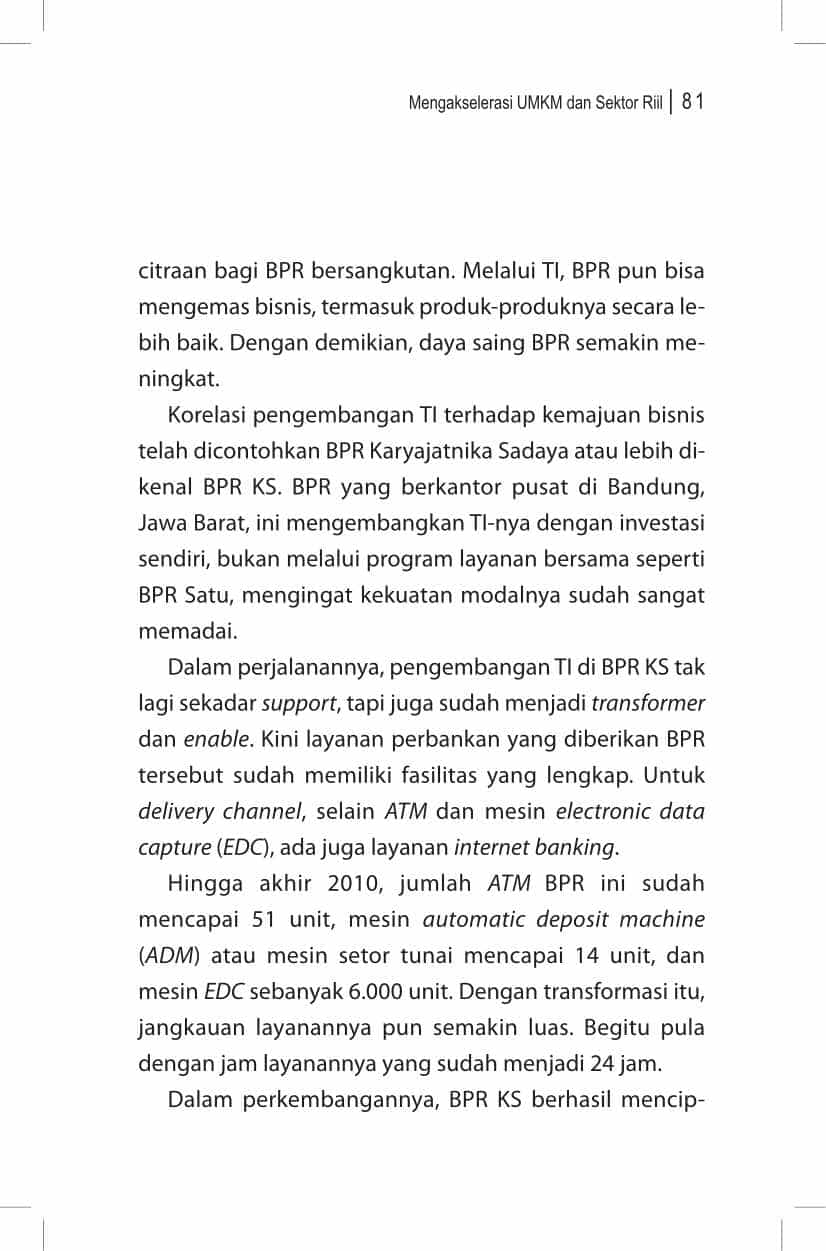 Mengakselerasi UMKM dan Sektor Riil | 81
citraan bagi BPR bersangkutan. Melalui TI, BPR pun bisa
mengemas bisnis, termasuk produk-produknya secara le-
bih baik. Dengan demikian, daya saing BPR semakin me-
ningkat.
Korelasi pengembangan TI terhadap kemajuan bisnis
telah dicontohkan BPR Karyajatnika Sadaya atau lebih di-
kenal BPR KS. BPR yang berkantor pusat di Bandung,
Jawa Barat, ini mengembangkan TI-nya dengan investasi
sendiri, bukan melalui program layanan bersama seperti
BPR Satu, mengingat kekuatan modalnya sudah sangat
memadai.
Dalam perjalanannya, pengembangan TI di BPR KS tak
lagi sekadar support, tapi juga sudah menjadi transformer
dan enable. Kini layanan perbankan yang diberikan BPR
tersebut sudah memiliki fasilitas yang lengkap. Untuk
delivery channel, selain ATM dan mesin electronic data
capture (EDC), ada juga layanan internet banking.
Hingga akhir 2010, jumlah ATM BPR ini sudah
mencapai 51 unit, mesin automatic deposit machine
(ADM) atau mesin setor tunai mencapai 14 unit, dan
mesin EDC sebanyak 6.000 unit. Dengan transformasi itu,
jangkauan layanannya pun semakin luas. Begitu pula
dengan jam layanannya yang sudah menjadi 24 jam.
Dalam perkembangannya, BPR KS berhasil mencip-